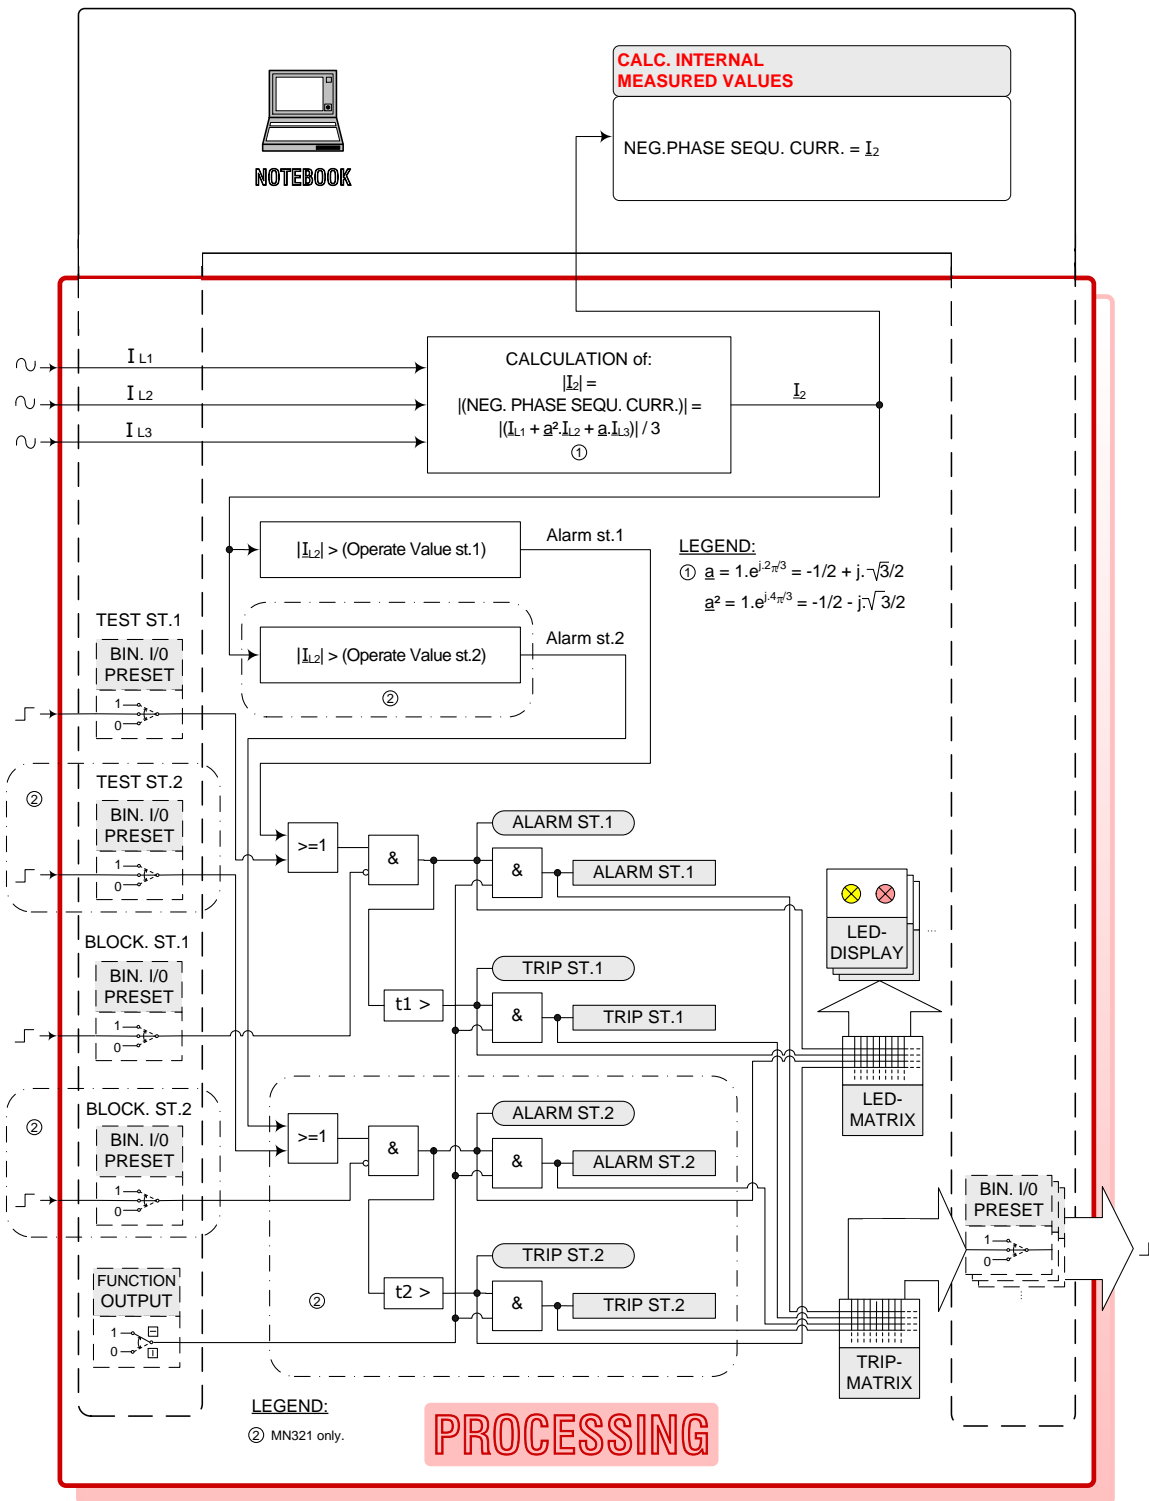 CALC. INTERNAL
MEASURED VALUES
NEG.PHASE SEQU. CURR. = I2
NOTEBOOK
I L1
I L2
I L3
CALCULATION of:
|I2| =
|(NEG. PHASE SEQU. CURR.)| =
|(IL1 + a².IL2 + a.IL3)| / 3
①
I2
|IL2| > (Operate Value st.1)
Alarm st.1
LEGEND:
① a = 1.e^j.2π/3 = -1/2 + j.√3/2
a² = 1.e^j.4π/3 = -1/2 - j.√3/2
|IL2| > (Operate Value st.2)
Alarm st.2
②
TEST ST.1
BIN. I/0
PRESET
1
0
TEST ST.2
②
BIN. I/0
PRESET
1
0
>=1
&
ALARM ST.1
&
ALARM ST.1
LED-
DISPLAY
...
BLOCK. ST.1
BIN. I/0
PRESET
1
0
TRIP ST.1
t1 >
&
TRIP ST.1
LED-
MATRIX
BLOCK. ST.2
②
BIN. I/0
PRESET
1
0
>=1
&
ALARM ST.2
&
ALARM ST.2
BIN. I/0
PRESET
1
0
...
TRIP ST.2
t2 >
&
TRIP ST.2
②
FUNCTION
OUTPUT
1
0
TRIP-
MATRIX
LEGEND:
② MN321 only.
PROCESSING